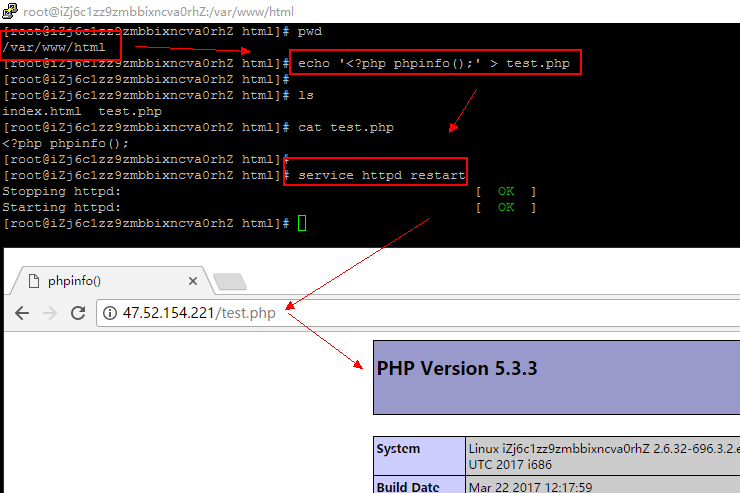 root@iZj6c1zz9zmbbixncva0rhZ:/var/www/html
[root@iZj6c1zz9zmbbixncva0rhZ html]# pwd
/var/www/html
[root@iZj6c1zz9zmbbixncva0rhZ html]# echo '<?php phpinfo();' > test.php
[root@iZj6c1zz9zmbbixncva0rhZ html]#
[root@iZj6c1zz9zmbbixncva0rhZ html]# ls
index.html  test.php
[root@iZj6c1zz9zmbbixncva0rhZ html]# cat test.php
<?php phpinfo();
[root@iZj6c1zz9zmbbixncva0rhZ html]#
[root@iZj6c1zz9zmbbixncva0rhZ html]# service httpd restart
Stopping httpd: [  OK  ]
Starting httpd: [  OK  ]
[root@iZj6c1zz9zmbbixncva0rhZ html]#
phpinfo()
47.52.154.221/test.php
PHP Version 5.3.3
System Linux iZj6c1zz9zmbbixncva0rhZ 2.6.32-696.3.2.e
UTC 2017 i686
Build Date Mar 22 2017 12:17:59